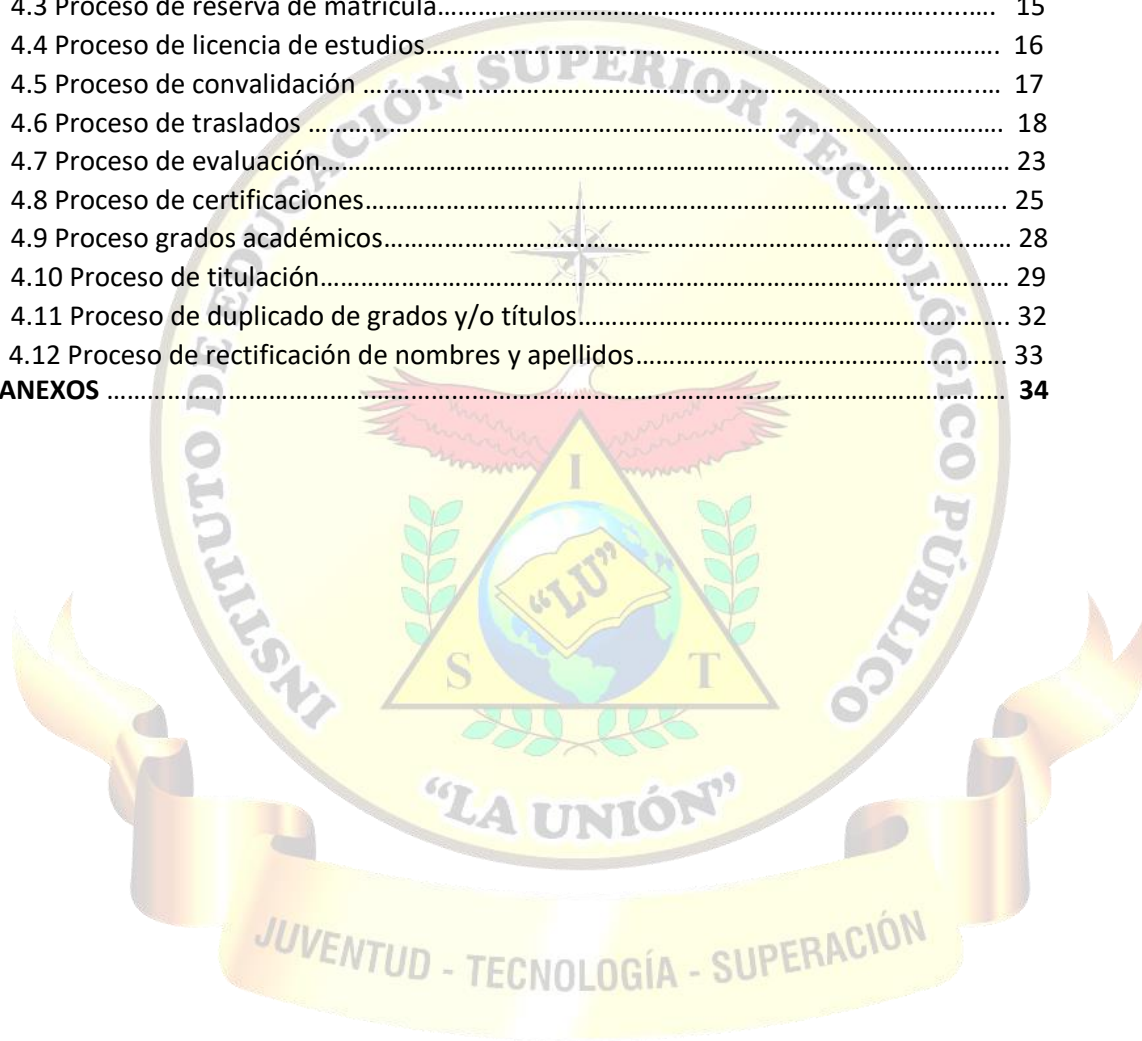 4.3 Proceso de reserva de matrícula…………………………………………………………………………..…. 15
4.4 Proceso de licencia de estudios……………………………………………………………………………. 16
4.5 Proceso de convalidación …………………………………………………………………………………..… 17
4.6 Proceso de traslados …………………………………………………………………………………………. 18
4.7 Proceso de evaluación………………………………………………………………………………………… 23
4.8 Proceso de certificaciones…………………………………………………………………………………. 25
4.9 Proceso grados académicos………………………………………………………………………………… 28
4.10 Proceso de titulación………………………………………………………………………………………. 29
4.11 Proceso de duplicado de grados y/o títulos……………………………………………………… 32
4.12 Proceso de rectificación de nombres y apellidos……………………………………………… 33
ANEXOS ……………………………………………………………………………………………………………………… 34
INSTITUTO DE EDUCACIÓN SUPERIOR TECNOLÓGICO PÚBLICO
I
"LU"
S T
"LA UNIÓN"
JUVENTUD - TECNOLOGÍA - SUPERACIÓN